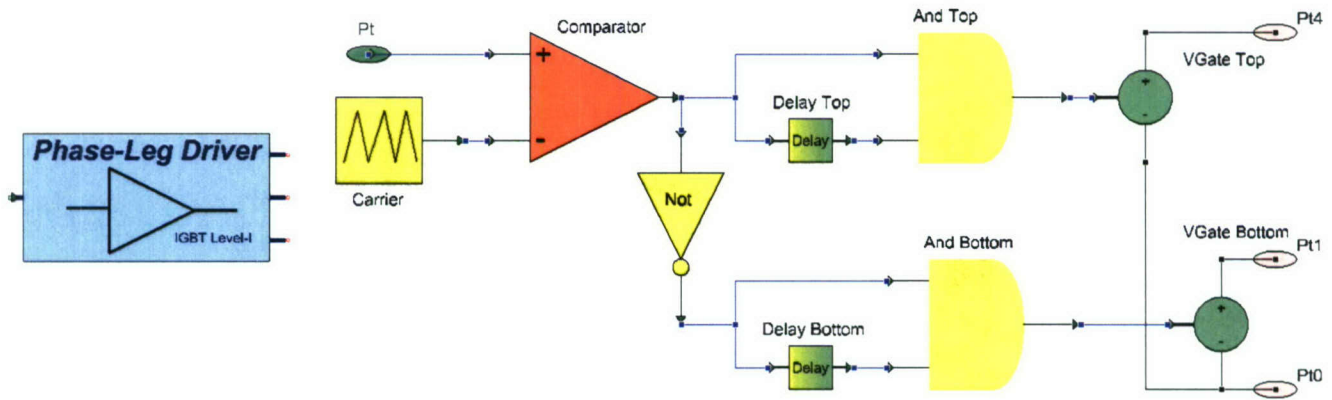 Phase-Leg Driver
IGBT Level-I
Pt
Comparator
+
-
Carrier
Not
Delay Top
Delay
And Top
VGate Top
+
-
Pt4
Delay Bottom
Delay
And Bottom
VGate Bottom
+
-
Pt1
Pt0